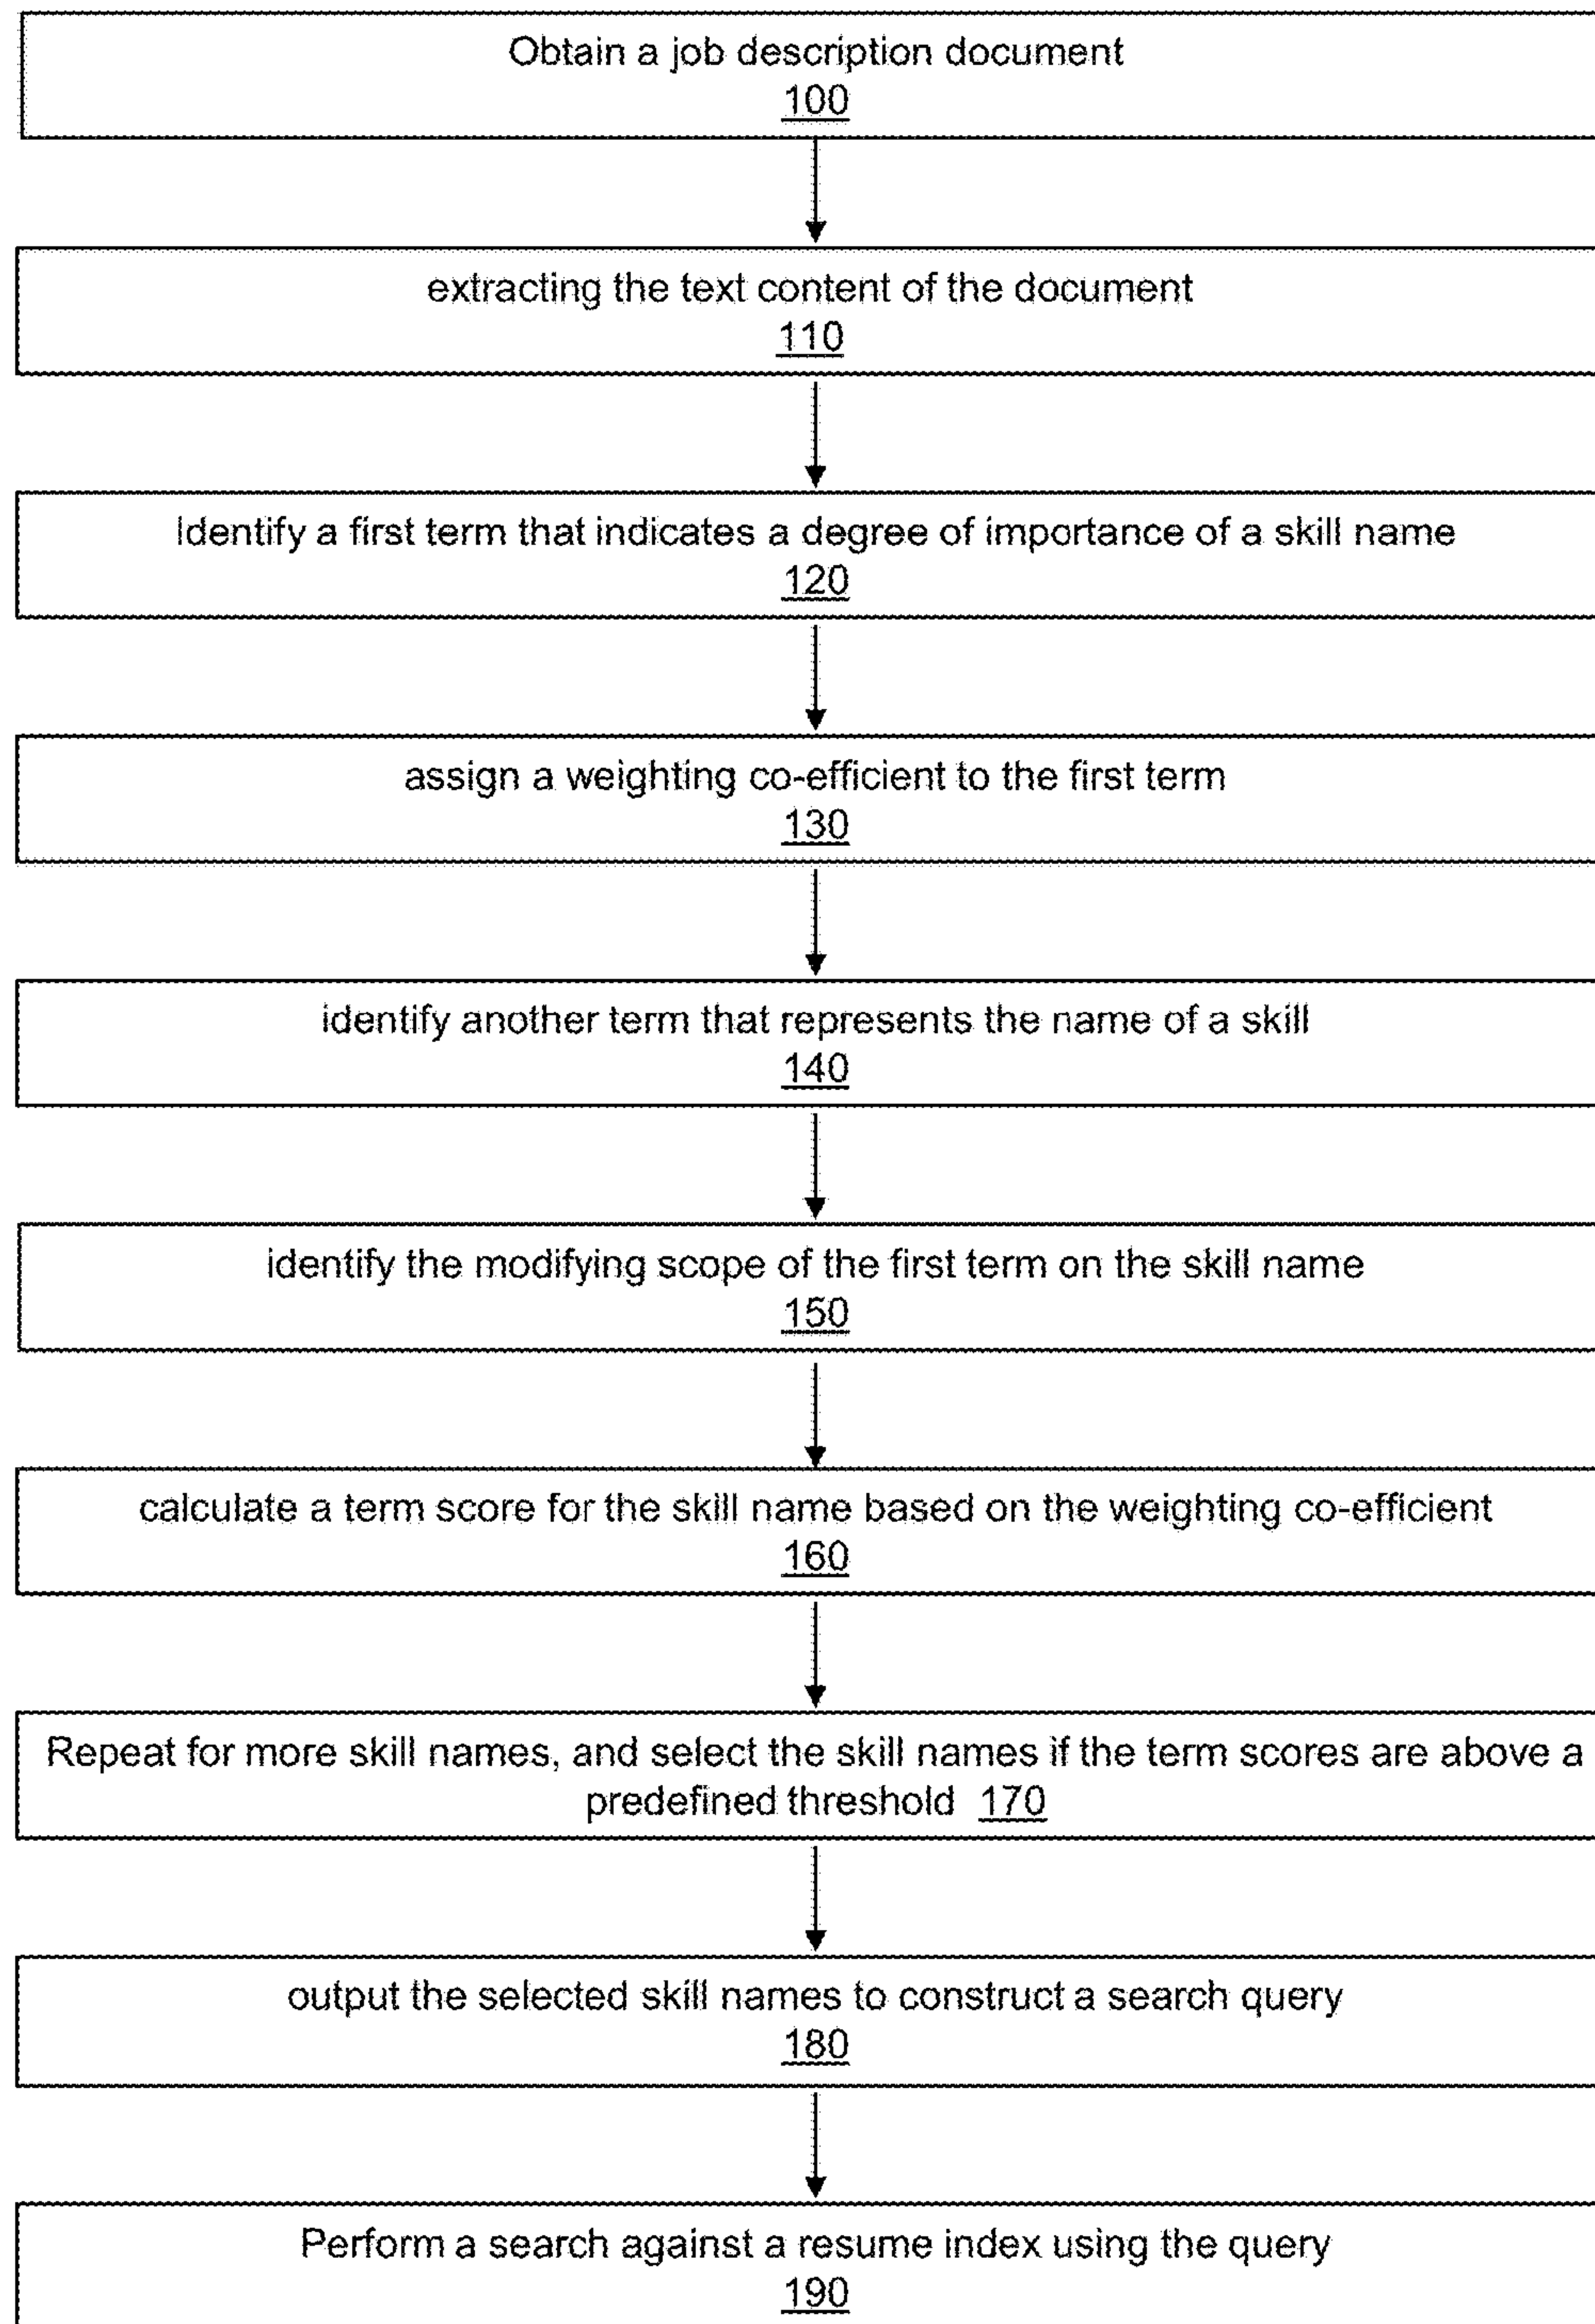 Obtain a job description document
100
extracting the text content of the document
110
Identify a first term that indicates a degree of importance of a skill name
120
assign a weighting co-efficient to the first term
130
identify another term that represents the name of a skill
140
identify the modifying scope of the first term on the skill name
150
calculate a term score for the skill name based on the weighting co-efficient
160
Repeat for more skill names, and select the skill names if the term scores are above a
predefined threshold 170
output the selected skill names to construct a search query
180
Perform a search against a resume index using the query
190